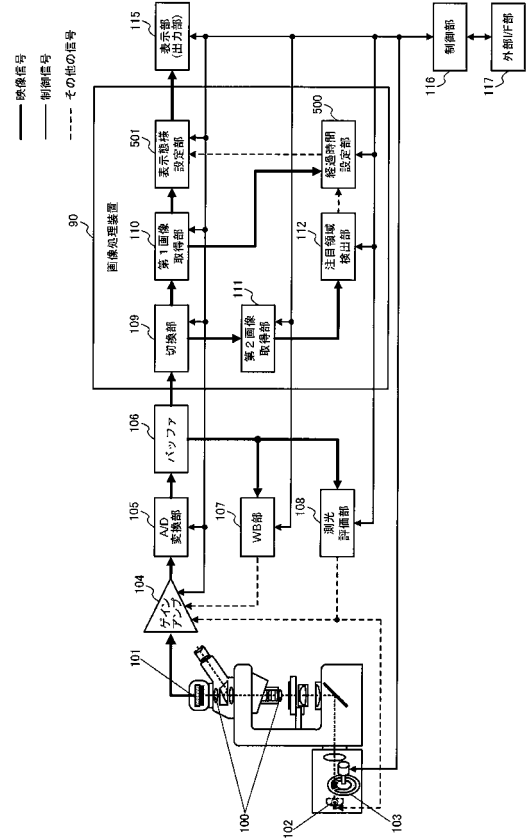 映像信号
制御信号
その他の信号
90
画像処理装置
101
104
ゲイン
アンプ
105
A/D
変換部
106
バッファ
109
切換部
110
第1画像
取得部
501
表示態様
設定部
115
表示部
(出力部)
107
WB部
108
測光
評価部
111
第2画像
取得部
112
注目領域
検出部
500
経過時間
設定部
116
制御部
117
外部I/F部
100
102
103